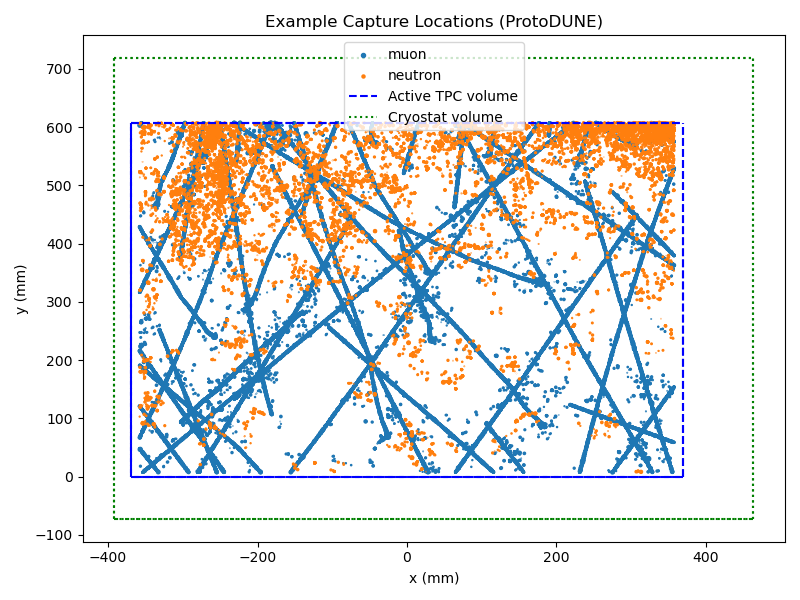 Example Capture Locations (ProtoDUNE)
muon
neutron
Active TPC volume
Cryostat volume
700
600
500
400
300
200
100
0
−100
y (mm)
−400
−200
0
200
400
x (mm)